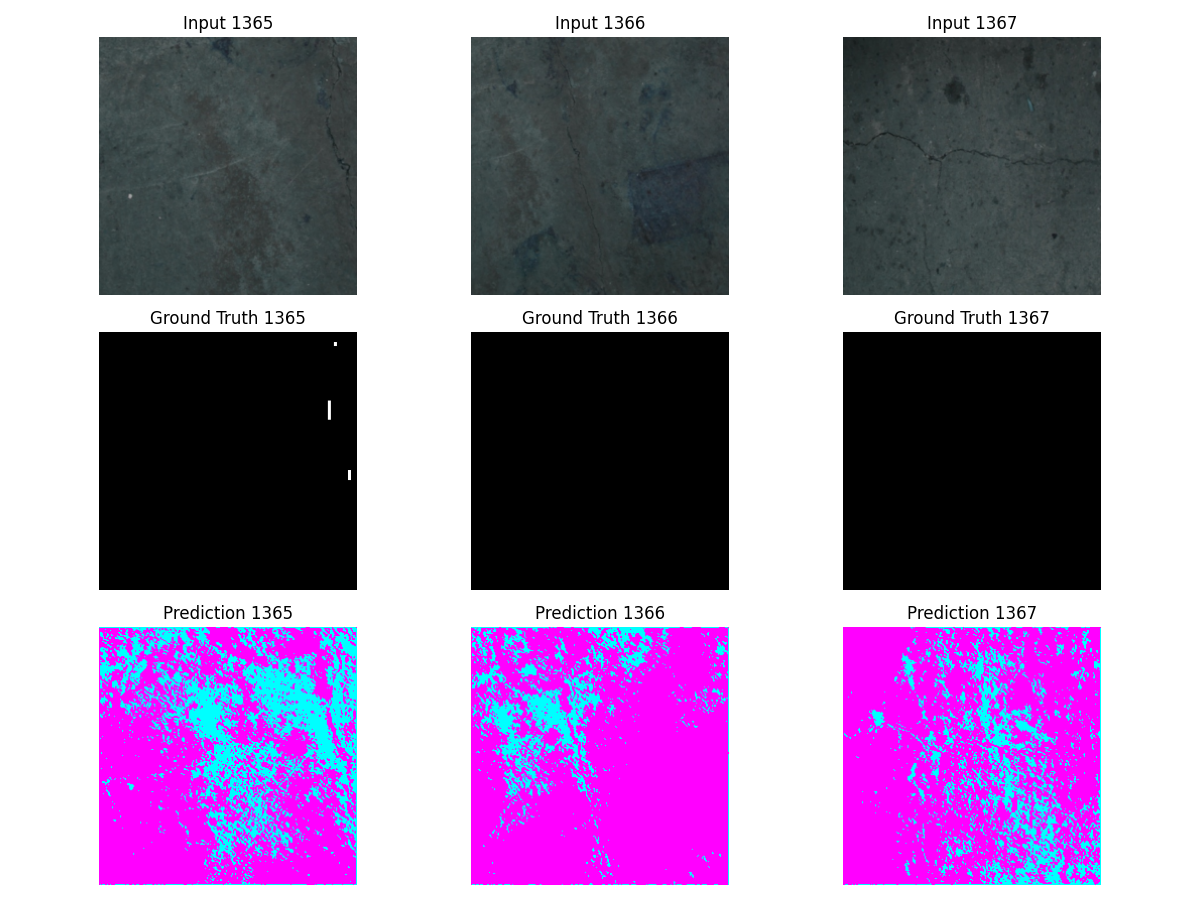 Input 1365
Input 1366
Input 1367
Ground Truth 1365
Ground Truth 1366
Ground Truth 1367
Prediction 1365
Prediction 1366
Prediction 1367